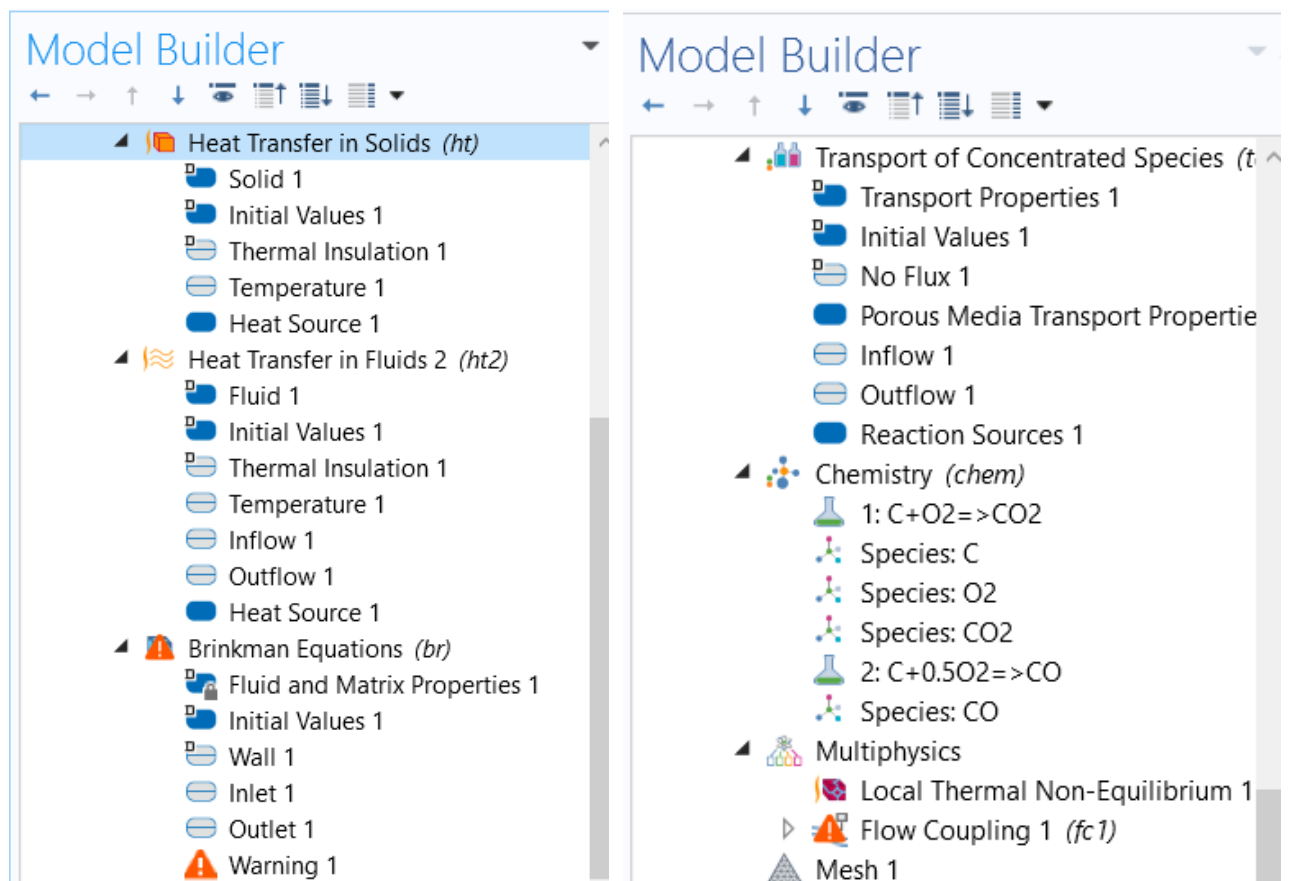 Model Builder
Heat Transfer in Solids (ht)
Solid 1
Initial Values 1
Thermal Insulation 1
Temperature 1
Heat Source 1
Heat Transfer in Fluids 2 (ht2)
Fluid 1
Initial Values 1
Thermal Insulation 1
Temperature 1
Inflow 1
Outflow 1
Heat Source 1
Brinkman Equations (br)
Fluid and Matrix Properties 1
Initial Values 1
Wall 1
Inlet 1
Outlet 1
Warning 1
Model Builder
Transport of Concentrated Species (t
Transport Properties 1
Initial Values 1
No Flux 1
Porous Media Transport Propertie
Inflow 1
Outflow 1
Reaction Sources 1
Chemistry (chem)
1: C+O2=>CO2
Species: C
Species: O2
Species: CO2
2: C+0.5O2=>CO
Species: CO
Multiphysics
Local Thermal Non-Equilibrium 1
Flow Coupling 1 (fc1)
Mesh 1